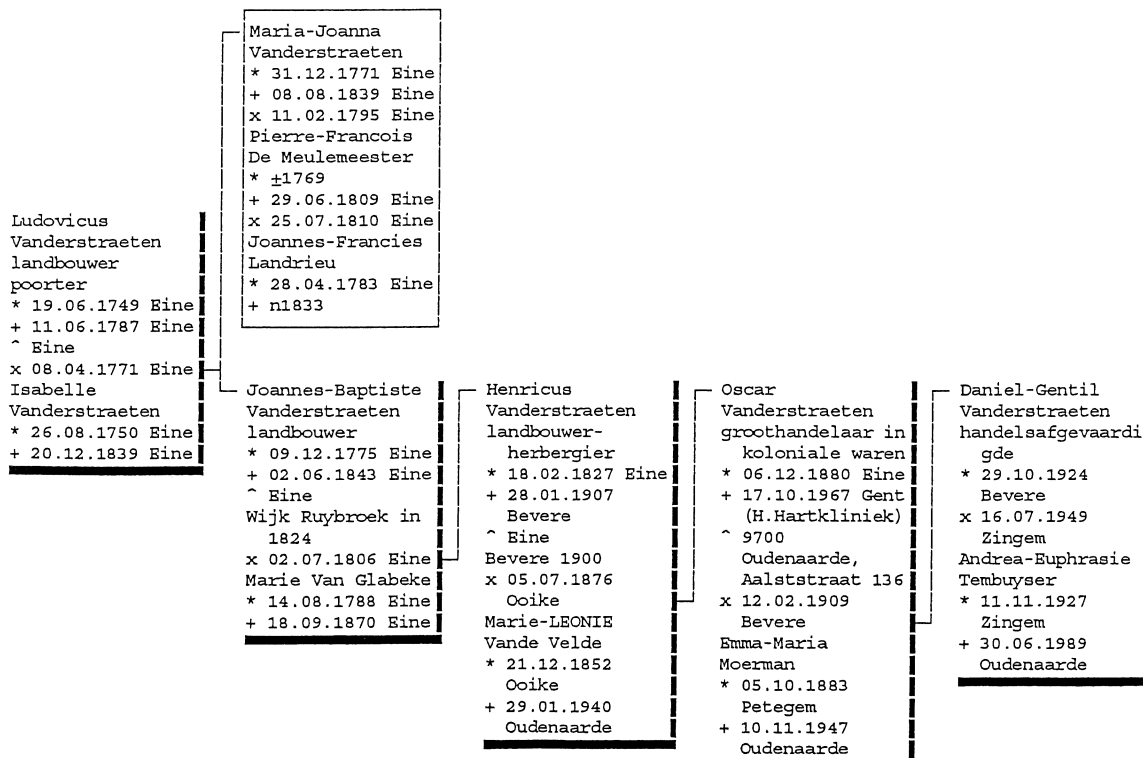 Maria-Joanna
Vanderstraeten
* 31.12.1771 Eine
+ 08.08.1839 Eine
x 11.02.1795 Eine
Pierre-Francois
De Meulemeester
* ±1769
+ 29.06.1809 Eine
x 25.07.1810 Eine
Joannes-Francies
Landrieu
* 28.04.1783 Eine
+ n1833
Ludovicus
Vanderstraeten
landbouwer
poorter
* 19.06.1749 Eine
+ 11.06.1787 Eine
^ Eine
x 08.04.1771 Eine
Isabelle
Vanderstraeten
* 26.08.1750 Eine
+ 20.12.1839 Eine
Joannes-Baptiste
Vanderstraeten
landbouwer
* 09.12.1775 Eine
+ 02.06.1843 Eine
^ Eine
Wijk Ruybroek in
1824
x 02.07.1806 Eine
Marie Van Glabeke
* 14.08.1788 Eine
+ 18.09.1870 Eine
Henricus
Vanderstraeten
landbouwer-
herbergier
* 18.02.1827 Eine
+ 28.01.1907
Bevere
^ Eine
Bevere 1900
x 05.07.1876
Ooike
Marie-LEONIE
Vande Velde
* 21.12.1852
Ooike
+ 29.01.1940
Oudenaarde
Oscar
Vanderstraeten
groothandelaar in
koloniale waren
* 06.12.1880 Eine
+ 17.10.1967 Gent
(H.Hartkliniek)
^ 9700
Oudenaarde,
Aalststraat 136
x 12.02.1909
Bevere
Emma-Maria
Moerman
* 05.10.1883
Petegem
+ 10.11.1947
Oudenaarde
Daniel-Gentil
Vanderstraeten
handelsafgevaardi
gde
* 29.10.1924
Bevere
x 16.07.1949
Zingem
Andrea-Euphrasie
Tembuyser
* 11.11.1927
Zingem
+ 30.06.1989
Oudenaarde